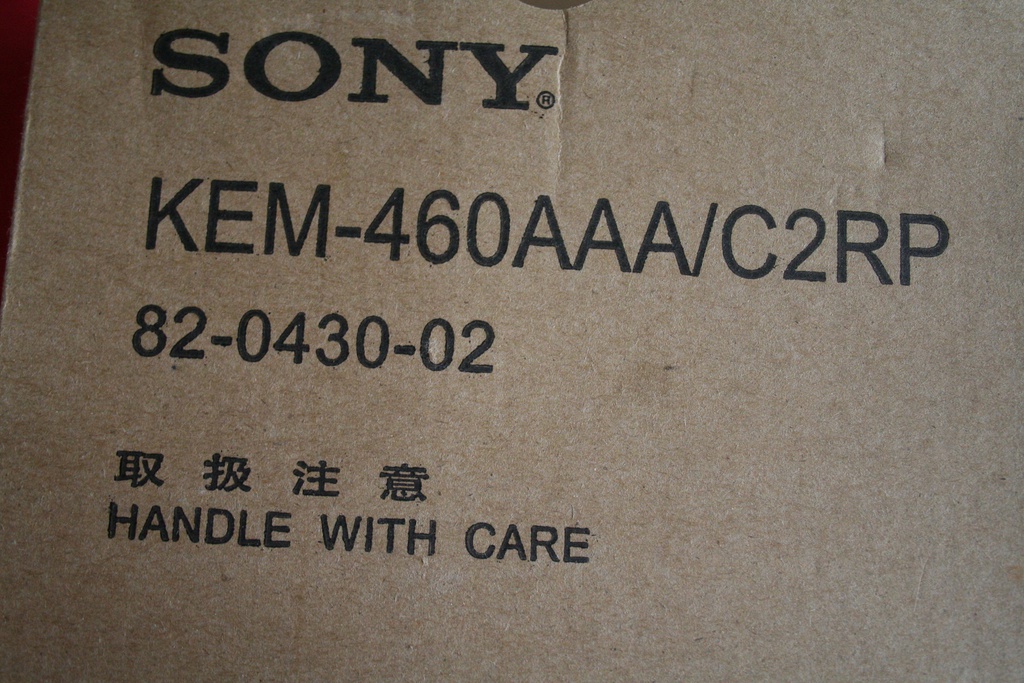 SONY®
KEM-460AAA/C2RP
82-0430-02
取扱注意
HANDLE WITH CARE